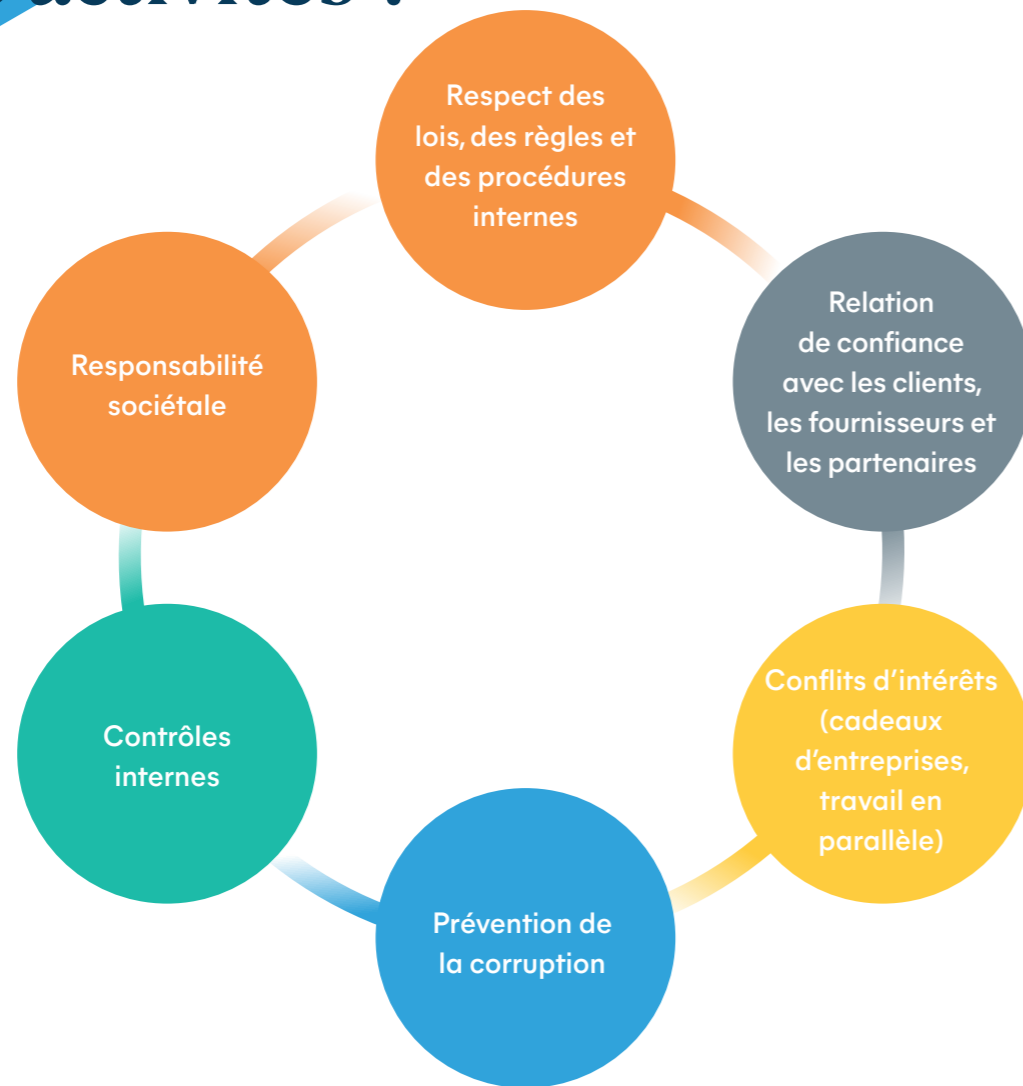 activités :
Respect des
lois, des règles et
des procédures
internes
Relation
de confiance
avec les clients,
les fournisseurs et
les partenaires
Conflits d’intérêts
(cadeaux
d’entreprises,
travail en
parallèle)
Prévention de
la corruption
Contrôles
internes
Responsabilité
sociétale